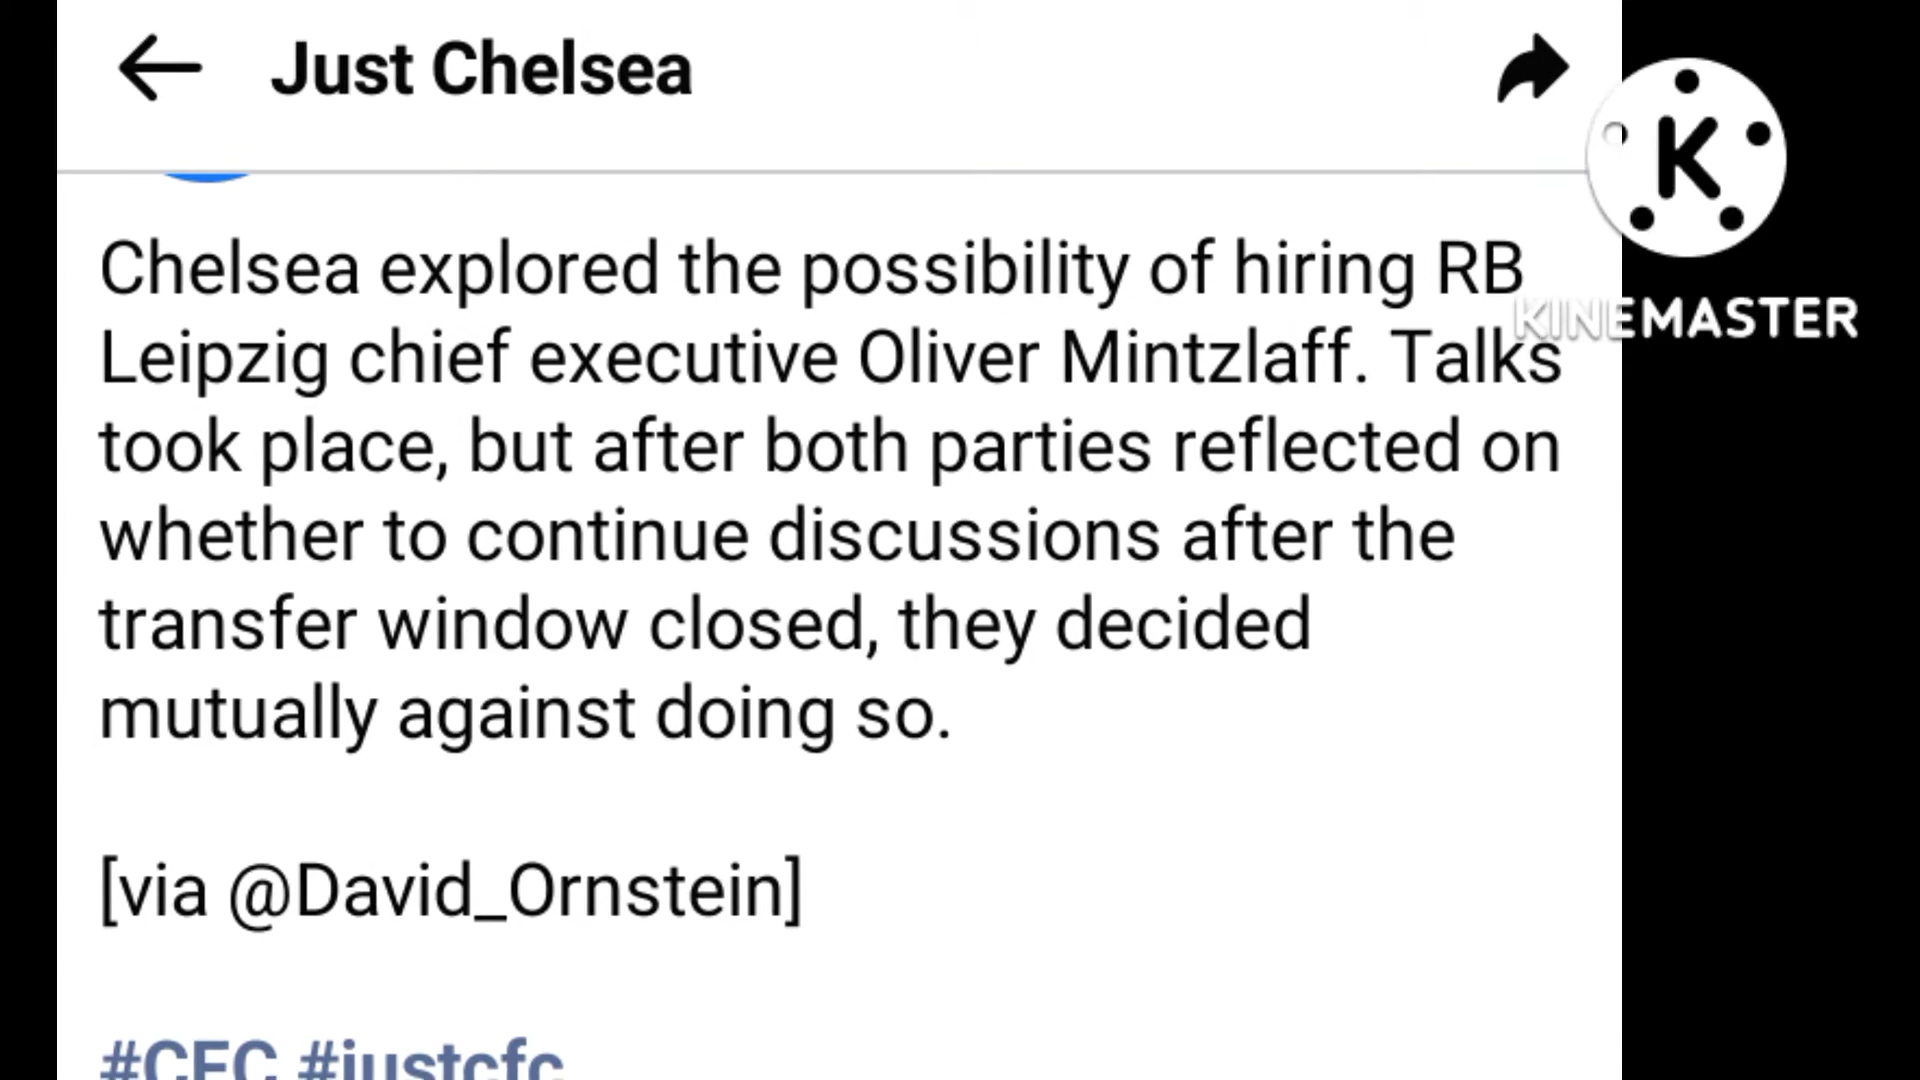 Just Chelsea
K
KINEMASTER
Chelsea explored the possibility of hiring RB
Leipzig chief executive Oliver Mintzlaff. Talks
took place, but after both parties reflected on
whether to continue discussions after the
transfer window closed, they decided
mutually against doing so.
[via @David_Ornstein]
#CFC #justcfc